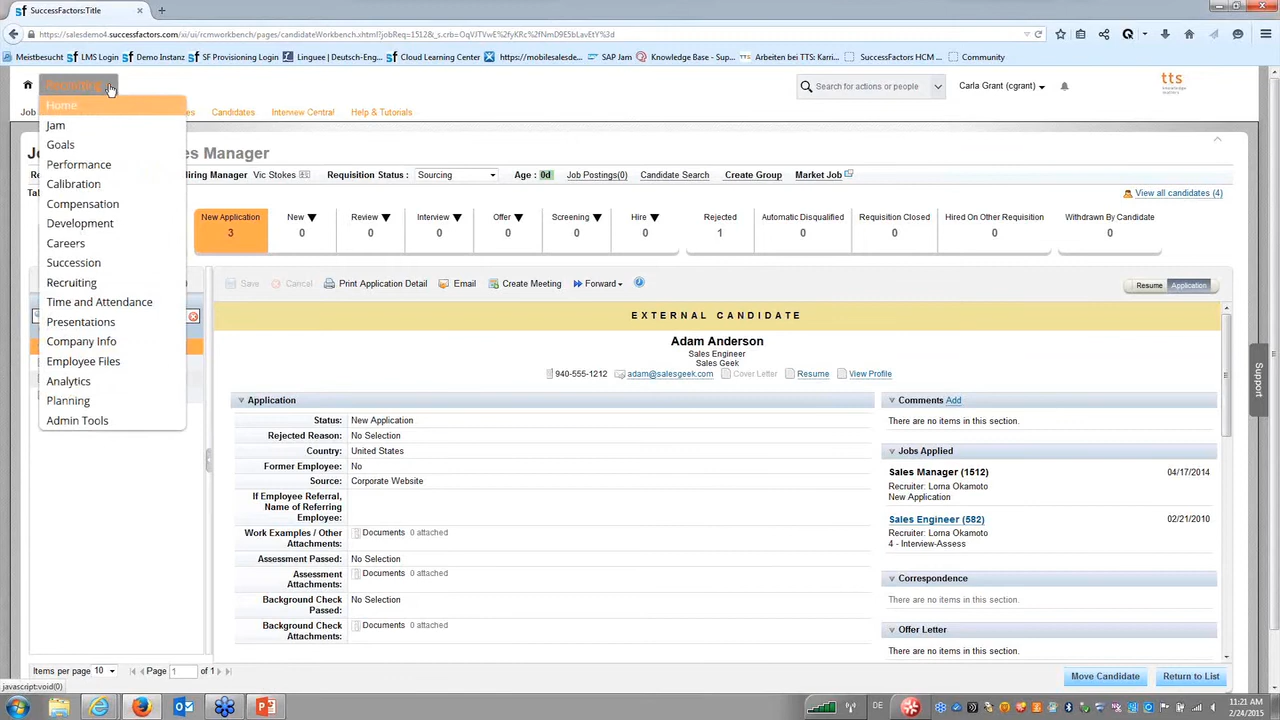 SuccessFactors:Title
https://salesdemo4.successfactors.com/xi/ui/rcmworkbench/pages/candidateWorkbench.xhtml?jobReq=1512&_s.crb=OqVJTVwE%2fyKRc%2fNmD9E5bLavEtY%3d
Meistbesucht LMS Login Demo Instanz SF Provisioning Login Linguee / Deutsch-Eng... Cloud Learning Center https://mobilesalesde... SAP Jam Knowledge Base - Sup... TTS: Arbeiten bei TTS: Karri... SuccessFactors HCM ... Community
Recruiting
Search for actions or people
Carla Grant (cgrant)
tts
Home
Job
Candidates Interview Central Help & Tutorials
Jam
Goals
Performance
Calibration
Compensation
Development
Careers
Succession
Recruiting
Time and Attendance
Presentations
Company Info
Employee Files
Analytics
Planning
Admin Tools
s Manager
Hiring Manager Vic Stokes Requisition Status : Sourcing Age : 0d Job Postings(0) Candidate Search Create Group Market Job
View all candidates (4)
New Application New Review Interview Offer Screening Hire Rejected Automatic Disqualified Requisition Closed Hired On Other Requisition Withdrawn By Candidate
3 0 0 0 0 0 0 1 0 0 0 0
Save Cancel Print Application Detail Email Create Meeting Forward
Resume Application
EXTERNAL CANDIDATE
Adam Anderson
Sales Engineer
Sales Geek
940-555-1212 adam@salesgeek.com Cover Letter Resume View Profile
Application
Status: New Application
Rejected Reason: No Selection
Country: United States
Former Employee: No
Source: Corporate Website
If Employee Referral,
Name of Referring
Employee:
Work Examples / Other
Attachments: Documents 0 attached
Assessment Passed: No Selection
Assessment
Attachments: Documents 0 attached
Background Check
Passed: No Selection
Background Check
Attachments: Documents 0 attached
Comments Add
There are no items in this section.
Jobs Applied
Sales Manager (1512) 04/17/2014
Recruiter: Lorna Okamoto
New Application
Sales Engineer (582) 02/21/2010
Recruiter: Lorna Okamoto
4 - Interview-Assess
Correspondence
There are no items in this section.
Offer Letter
There are no items in this section.
Support
Items per page 10 Page 1 of 1
Move Candidate Return to List
javascript:void(0)
DE
11:21 AM
2/24/2015